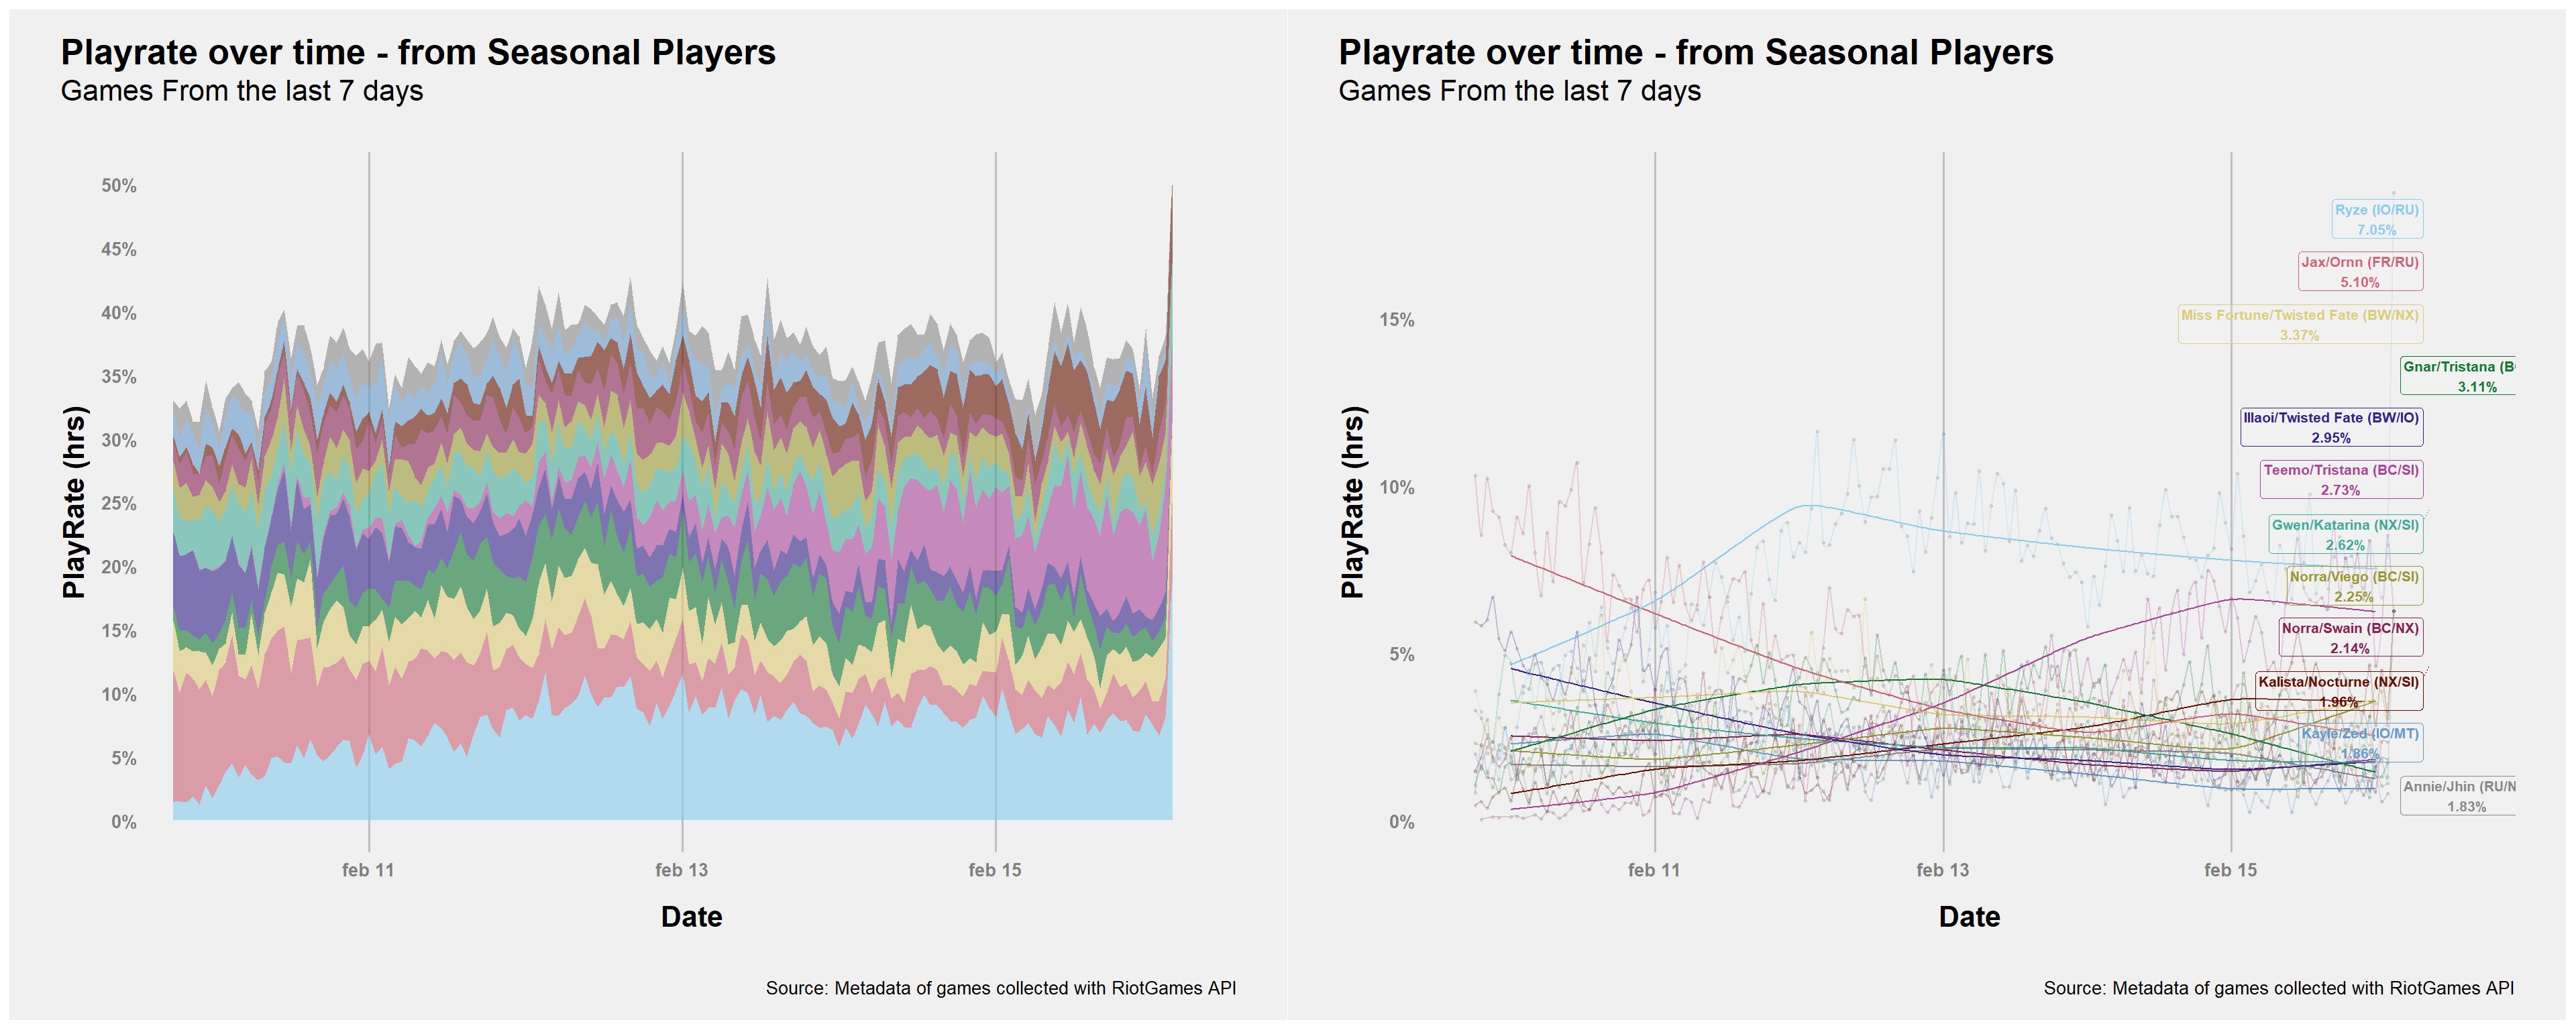 Playrate over time - from Seasonal Players
Games From the last 7 days
50%
45%
40%
35%
30%
25%
20%
15%
10%
5%
0%
PlayRate (hrs)
feb 11
feb 13
feb 15
Date
Source: Metadata of games collected with RiotGames API
Playrate over time - from Seasonal Players
Games From the last 7 days
15%
10%
5%
0%
PlayRate (hrs)
Ryze (IO/RU)
7.05%
Jax/Ornn (FR/RU)
5.10%
Miss Fortune/Twisted Fate (BW/NX)
3.37%
Gnar/Tristana (B
3.11%
Illaoi/Twisted Fate (BW/IO)
2.95%
Teemo/Tristana (BC/SI)
2.73%
Gwen/Katarina (NX/SI)
2.62%
Norra/Viego (BC/SI)
2.25%
Norra/Swain (BC/NX)
2.14%
Kalista/Nocturne (NX/SI)
1.96%
Kayle/Zed (IO/MT)
1.86%
Annie/Jhin (RU/N
1.83%
feb 11
feb 13
feb 15
Date
Source: Metadata of games collected with RiotGames API